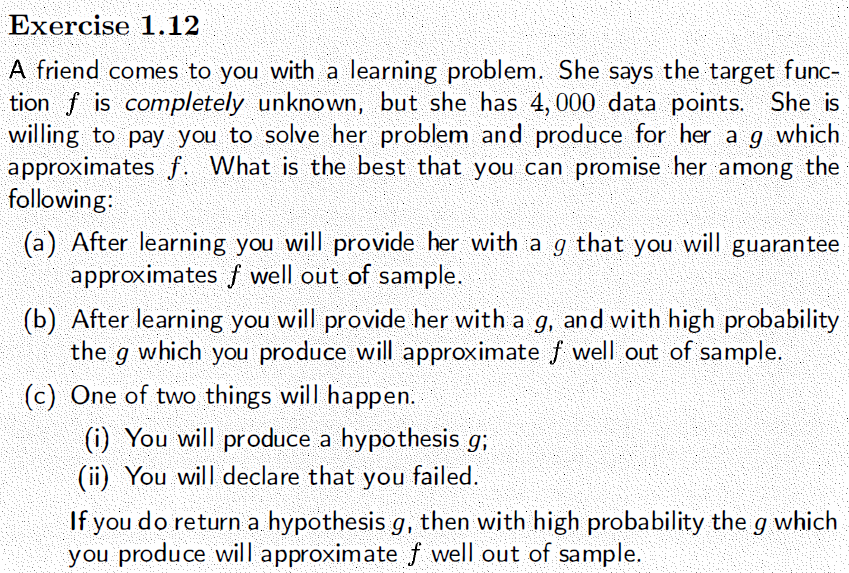 Exercise 1.12
A friend comes to you with a learning problem. She says the target func-
tion f is completely unknown, but she has 4,000 data points. She is
willing to pay you to solve her problem and produce for her a g which
approximates f. What is the best that you can promise her among the
following:
(a) After learning you will provide her with a g that you will guarantee
approximates f well out of sample.
(b) After learning you will provide her with a g, and with high probability
the g which you produce will approximate f well out of sample.
(c) One of two things will happen.
(i) You will produce a hypothesis g;
(ii) You will declare that you failed.
If you do return a hypothesis g, then with high probability the g which
you produce will approximate f well out of sample.